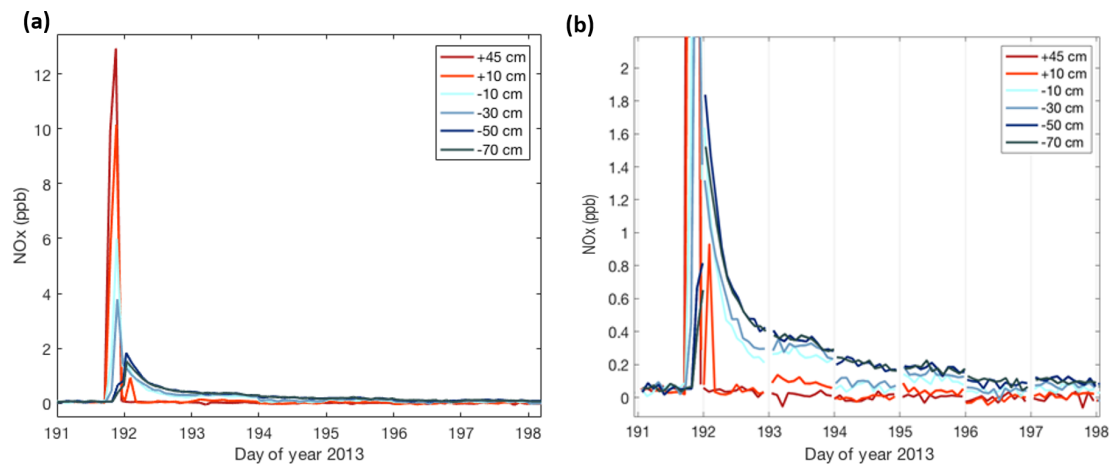 (a)
12
10
8
6
4
2
0
NOx (ppb)
191 192 193 194 195 196 197 198
Day of year 2013
+45 cm
+10 cm
-10 cm
-30 cm
-50 cm
-70 cm
(b)
2
1.8
1.6
1.4
1.2
1
0.8
0.6
0.4
0.2
0
NOx (ppb)
191 192 193 194 195 196 197 198
Day of year 2013
+45 cm
+10 cm
-10 cm
-30 cm
-50 cm
-70 cm